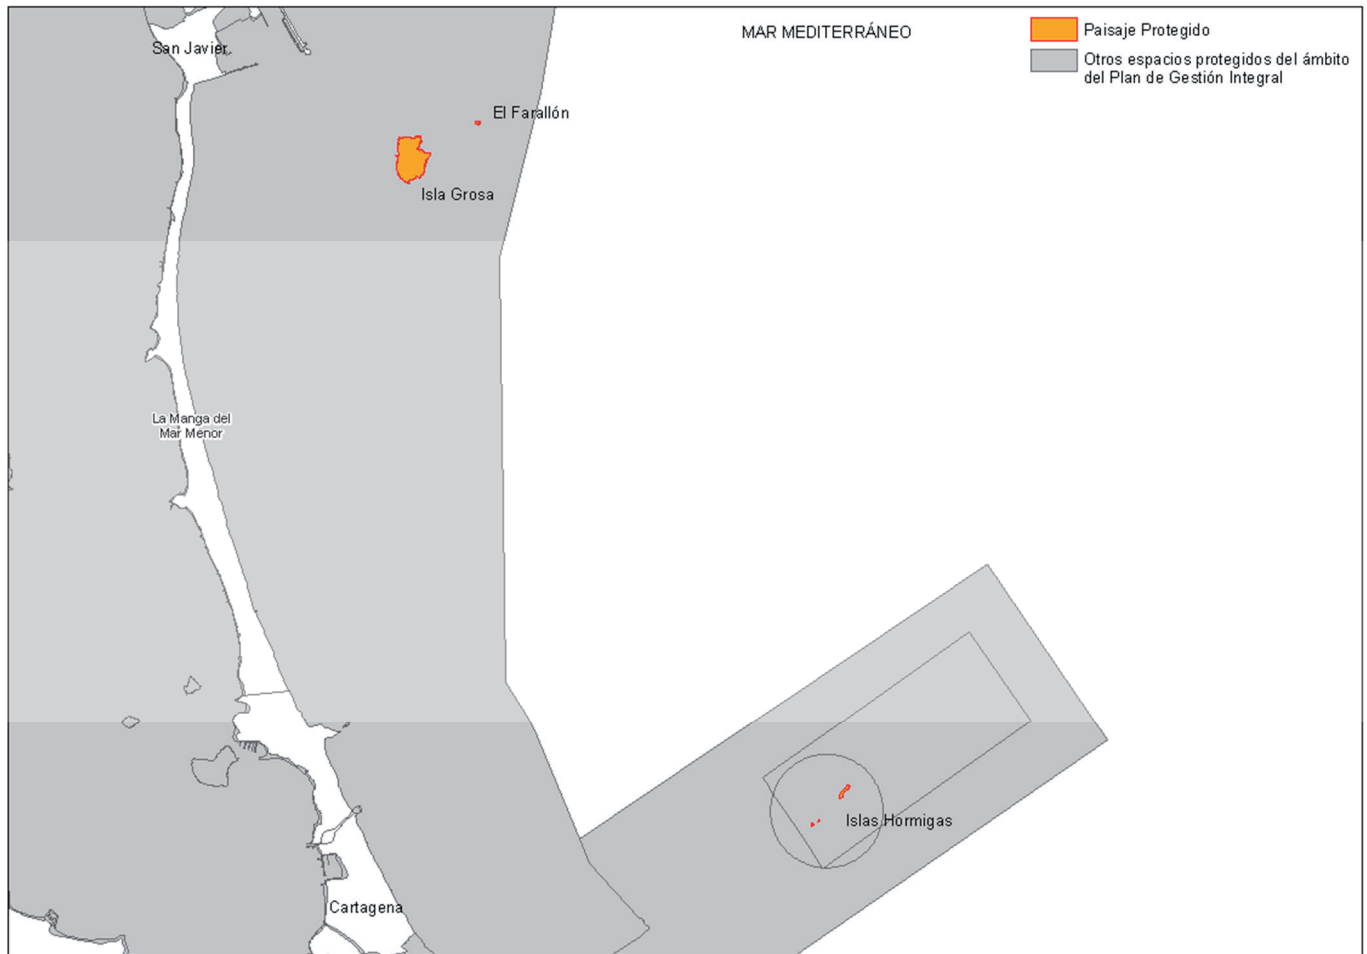 MAR MEDITERRÁNEO
Paisaje Protegido
Otros espacios protegidos del ámbito
del Plan de Gestión Integral
San Javier
El Farallón
Isla Grosa
La Manga del
Mar Menor
Islas Hormigas
Cartagena